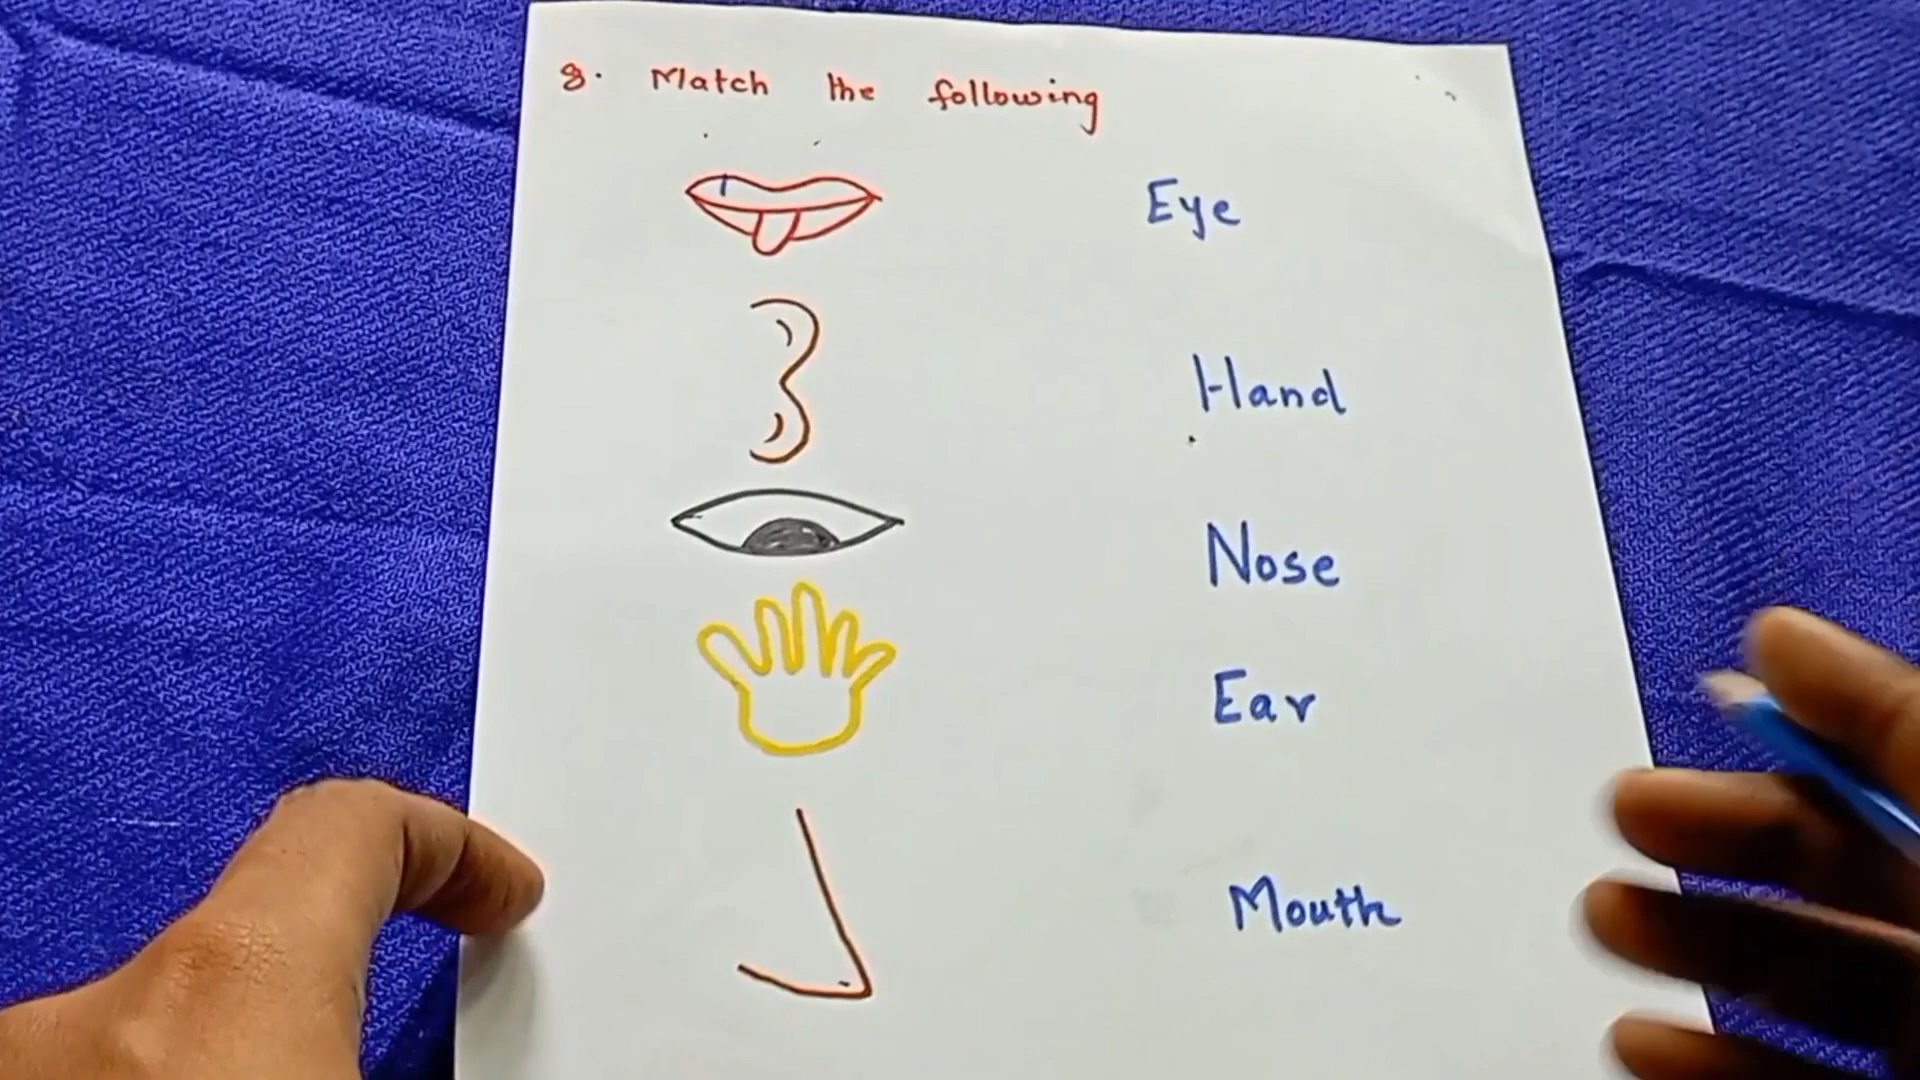 8. Match the following
Eye
Hand
Nose
Ear
Mouth